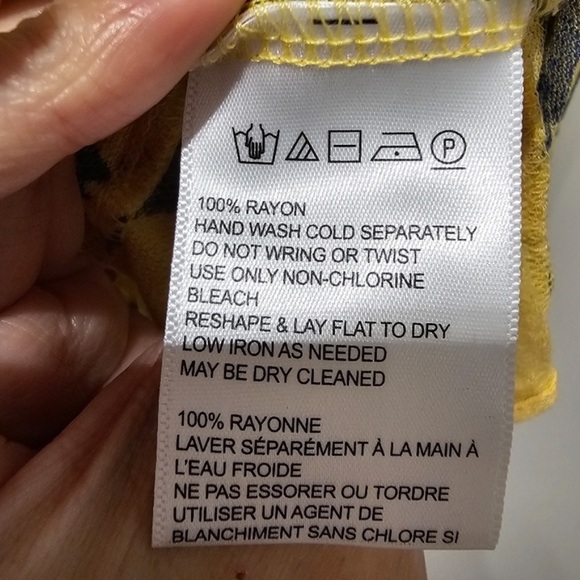 P
100% RAYON
HAND WASH COLD SEPARATELY
DO NOT WRING OR TWIST
USE ONLY NON-CHLORINE
BLEACH
RESHAPE & LAY FLAT TO DRY
LOW IRON AS NEEDED
MAY BE DRY CLEANED
100% RAYONNE
LAVER SÉPARÉMENT À LA MAIN À
L'EAU FROIDE
NE PAS ESSORER OU TORDRE
UTILISER UN AGENT DE
BLANCHIMENT SANS CHLORE SI